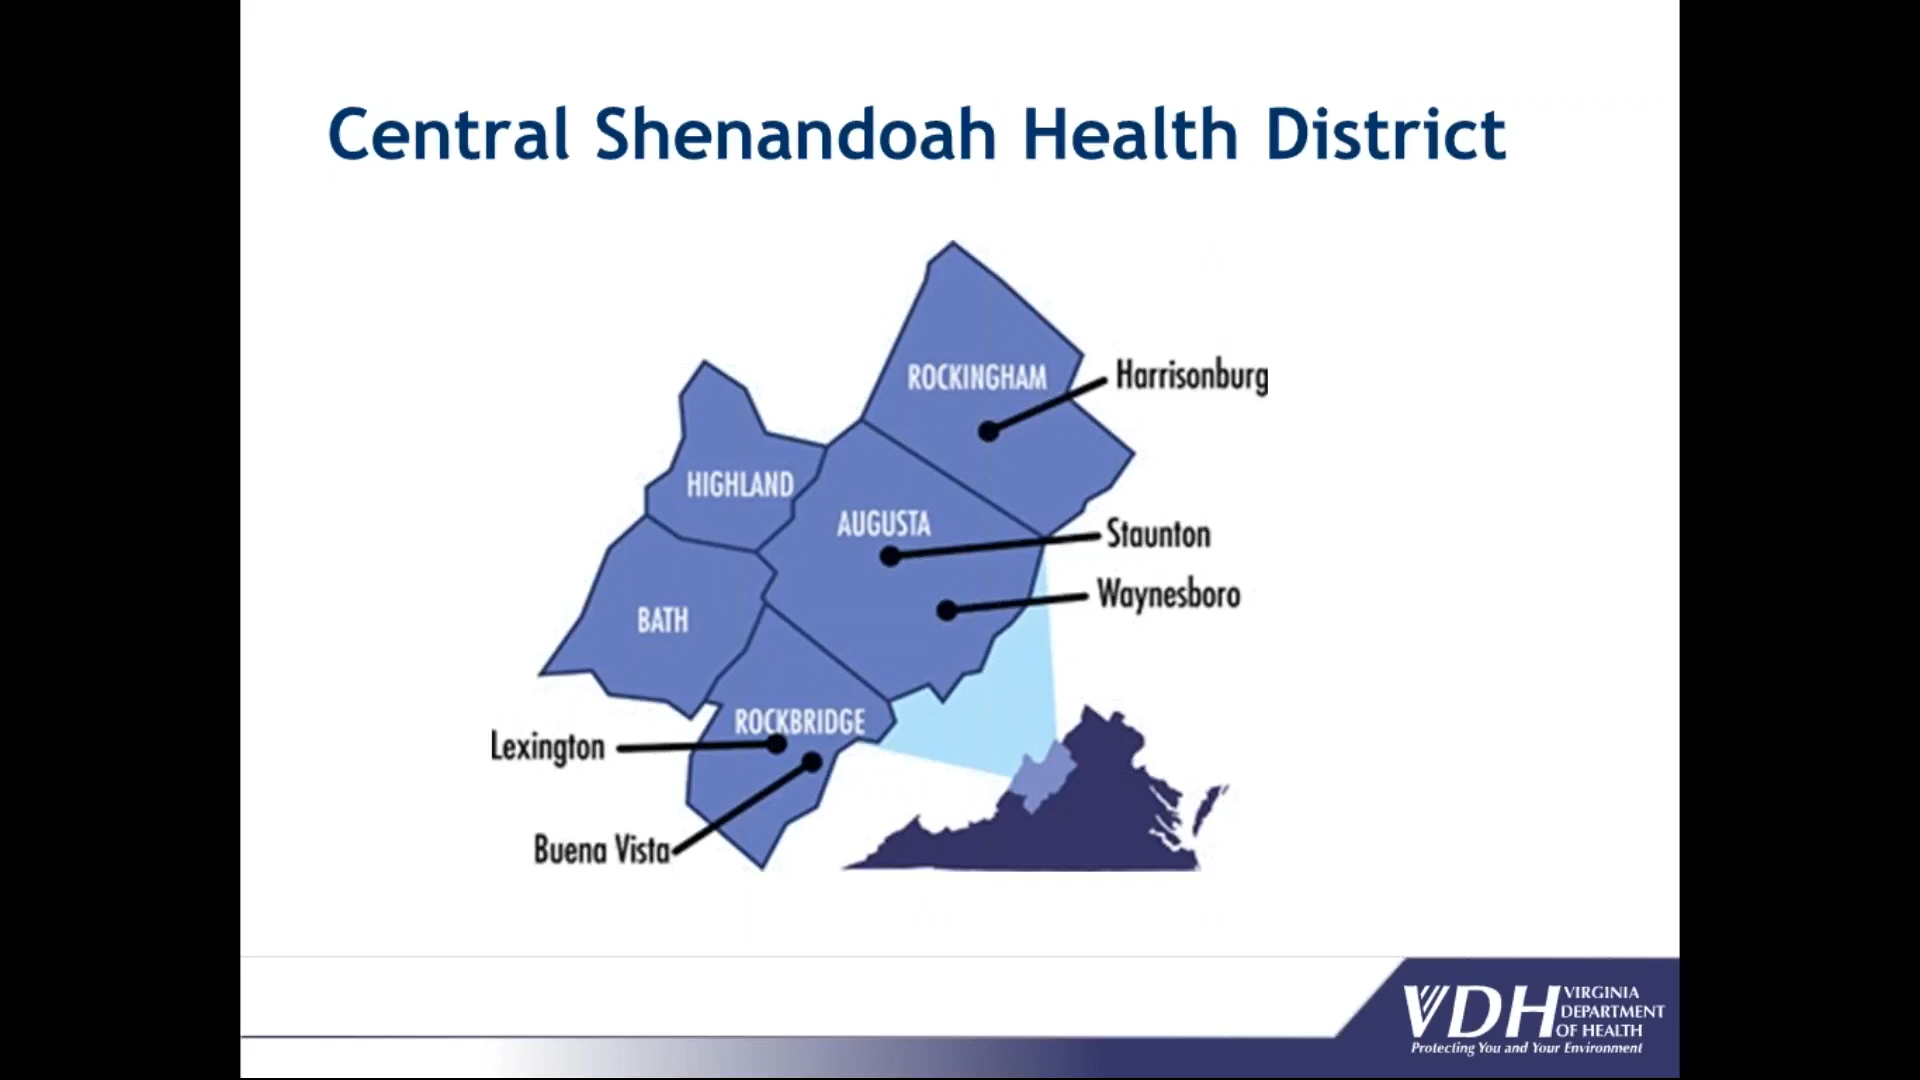 Central Shenandoah Health District
ROCKINGHAM
Harrisonburg
HIGHLAND
AUGUSTA
Staunton
Waynesboro
BATH
ROCKBRIDGE
Lexington
Buena Vista
VDH VIRGINIA
DEPARTMENT
OF HEALTH
Protecting You and Your Environment